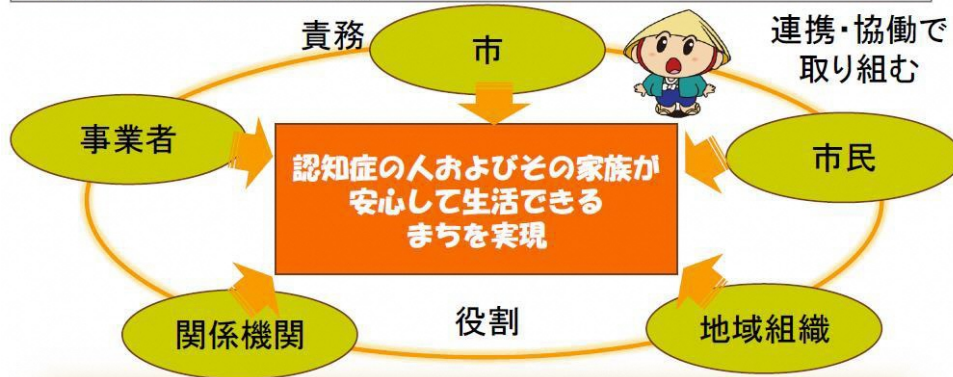 責務
市
連携・協働で
取り組む
事業者
認知症の人およびその家族が
安心して生活できる
まちを実現
市民
関係機関
役割
地域組織